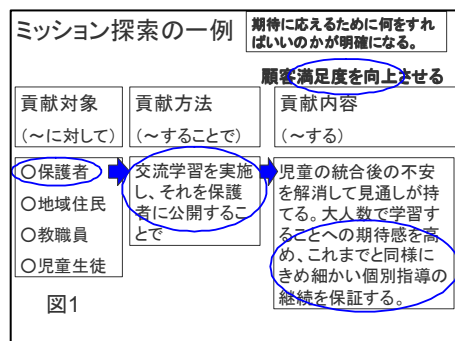 ミッション探索の一例
期待に応えるために何をすれ
ばいいのかが明確になる。
顧客満足度を向上させる
貢献対象
(～に対して)
貢献方法
(～することで)
貢献内容
(～する)
○保護者
○地域住民
○教職員
○児童生徒
交流学習を実施
し、それを保護
者に公開するこ
とで
児童の統合後の不安
を解消して見通しが持
てる。大人数で学習す
ることへの期待感を高
め、これまでと同様に
きめ細かい個別指導の
継続を保証する。
図1